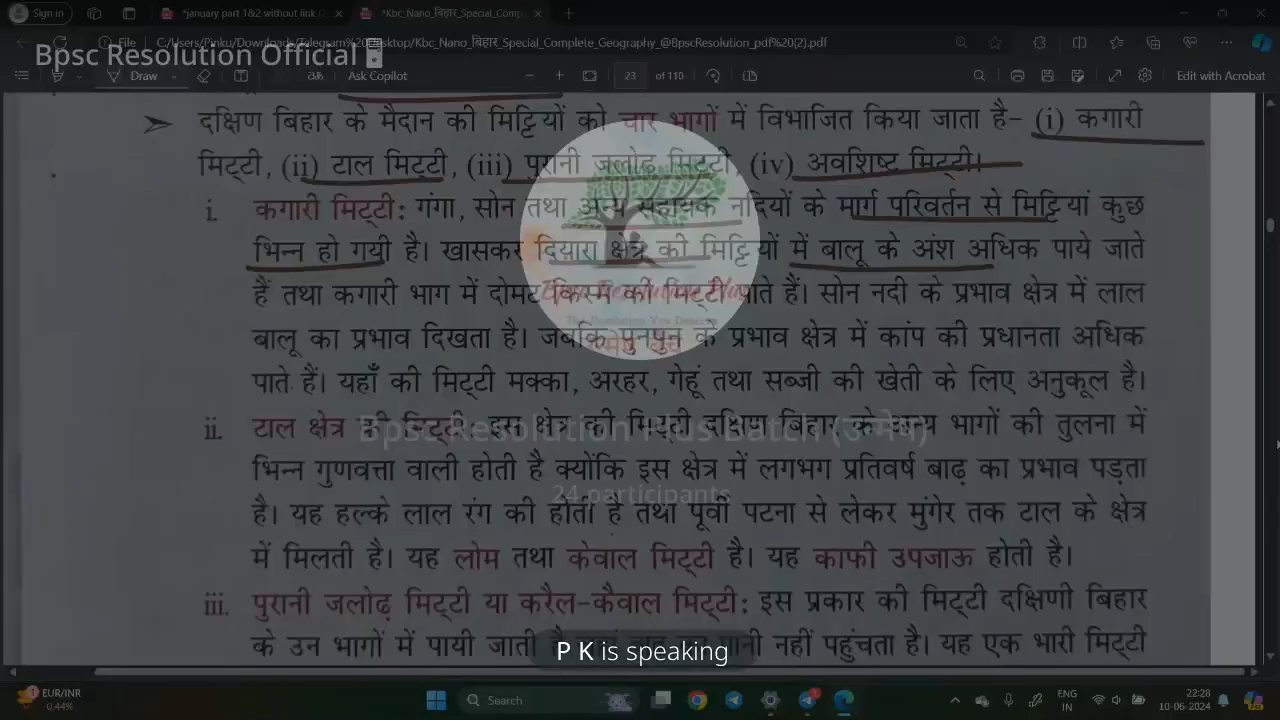 Sign in
*january part 1&2 without link (
*Kbc_Nano_बिहार_Special_Comp
File C:/Users/Pinku/Downloads/Telegram%20Desktop/Kbc_Nano_बिहार_Special_Complete_Geography_@BpscResolution_pdf%20(2).pdf
Bpsc Resolution Official
Draw Ask Copilot 23 of 110 Edit with Acrobat
दक्षिण बिहार के मैदान की मिट्टियों को चार भागों में विभाजित किया जाता है- (i) कगारी
मिट्टी, (ii) टाल मिट्टी, (iii) पुरानी जलोढ़ मिट्टी, (iv) अवशिष्ट मिट्टी।
i. कगारी मिट्टी: गंगा, सोन तथा अन्य सहायक नदियों के मार्ग परिवर्तन से मिट्टियां कुछ
भिन्न हो गयी है। खासकर दियारा क्षेत्र की मिट्टियों में बालू के अंश अधिक पाये जाते
हैं तथा कगारी भाग में दोमट किस्म की मिट्टी पाते हैं। सोन नदी के प्रभाव क्षेत्र में लाल
बालू का प्रभाव दिखता है। जबकि पुनपुन के प्रभाव क्षेत्र में कांप की प्रधानता अधिक
पाते हैं। यहाँ की मिट्टी मक्का, अरहर, गेहूं तथा सब्जी की खेती के लिए अनुकूल है।
ii. टाल क्षेत्र की मिट्टी: इस क्षेत्र की मिट्टी दक्षिण बिहार के अन्य भागों की तुलना में
Bpsc Resolution Plus Batch (उन्मेष)
भिन्न गुणवत्ता वाली होती है क्योंकि इस क्षेत्र में लगभग प्रतिवर्ष बाढ़ का प्रभाव पड़ता
24 participants
है। यह हल्के लाल रंग की होती है तथा पूर्वी पटना से लेकर मुंगेर तक टाल के क्षेत्र
में मिलती है। यह लोम तथा केवाल मिट्टी है। यह काफी उपजाऊ होती है।
iii. पुरानी जलोढ़ मिट्टी या करैल-कैवाल मिट्टी: इस प्रकार की मिट्टी दक्षिणी बिहार
के उन भागों में पायी जाती पानी नहीं पहुंचता है। यह एक भारी मिट्टी
P K is speaking
EUR/INR
0.44%
Search
ENG
IN
22:28
10-06-2024